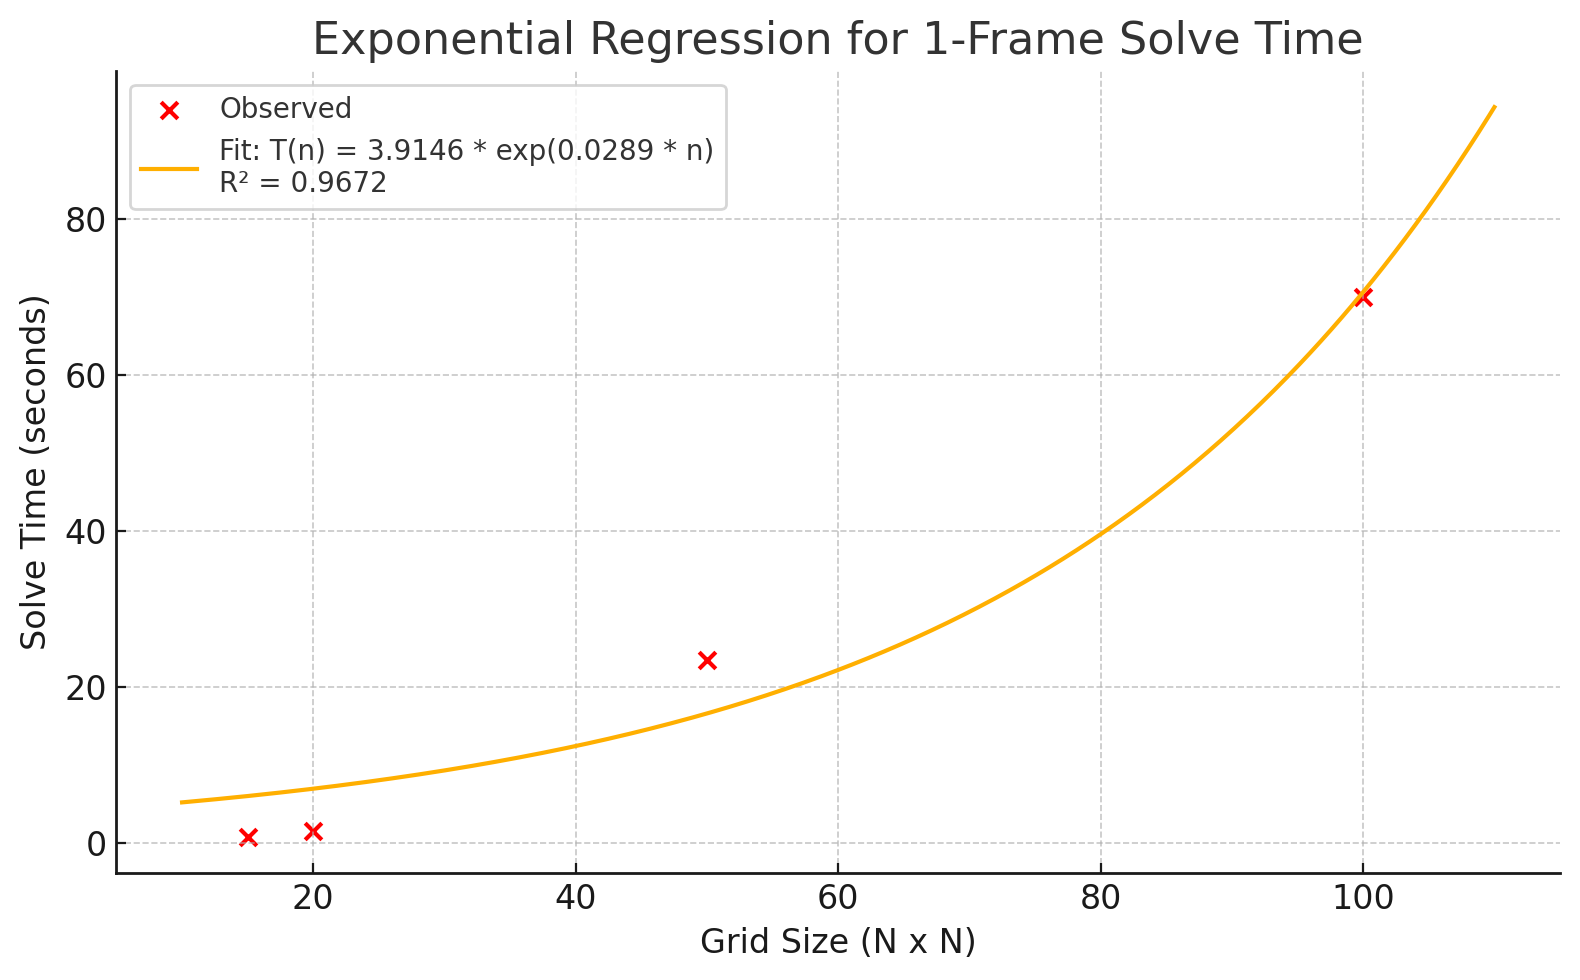 Exponential Regression for 1-Frame Solve Time
Observed
Fit: T(n) = 3.9146 * exp(0.0289 * n)
R² = 0.9672
Solve Time (seconds)
80
60
40
20
0
20 40 60 80 100
Grid Size (N x N)